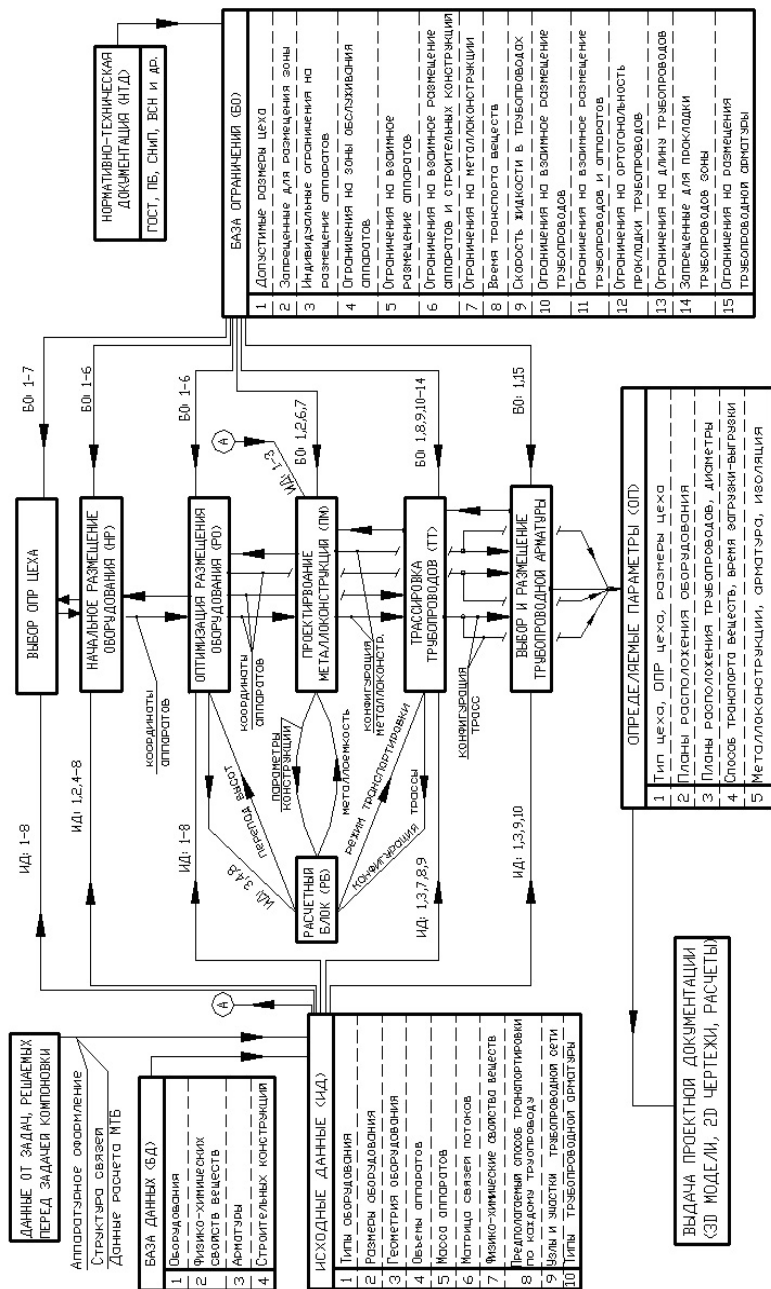 ДАННЫЕ ОТ ЗАДАЧ, РЕШАЕМЫХ
ПЕРЕД ЗАДАЧЕЙ КОМПОНОВКИ
Аппаратурное оформление
Структура связей
Данные расчета МТБ
БАЗА ДАННЫХ (БД)
1 Оборудования
2 Физико-химических
свойств веществ
3 Арматуры
4 Строительных конструкций
ИСХОДНЫЕ ДАННЫЕ (ИД)
1 Типы оборудования
2 Размеры оборудования
3 Геометрия оборудования
4 Объемы аппаратов
5 Масса аппаратов
6 Матрица связей потоков
7 Физико-химические свойства веществ
8 Предполагаемый способ транспортировки
по каждому трубопроводу
9 Узлы и участки трубопроводной сети
10 Типы трубопроводной арматуры
А
ИД: 1-8
ИД: 1,2,4-8
ИД: 1-8
ИД: 3,4,8
перепад высот
параметры
конструкции
металлоемкость
режим транспортировки
конфигурация трассы
РАСЧЕТНЫЙ
БЛОК (РБ)
ИД: 1,3,7,8,9
ИД: 1,3,9,10
ВЫБОР ОПР ЦЕХА
НАЧАЛЬНОЕ РАЗМЕЩЕНИЕ
ОБОРУДОВАНИЯ (НР)
координаты
аппаратов
ОПТИМИЗАЦИЯ РАЗМЕЩЕНИЯ
ОБОРУДОВАНИЯ (РО)
координаты
аппаратов
ПРОЕКТИРВОАНИЕ
МЕТАЛЛОКОНСТРУКЦИЙ (ПМ)
конфигурация
металлоконстр.
ТРАССИРОВКА
ТРУБОПРОВОДОВ (ТТ)
конфигурация
трасс
ВЫБОР И РАЗМЕЩЕНИЕ
ТРУБОПРОВОДНОЙ АРМАТУРЫ
БО: 1-7
БО: 1-6
БО: 1-6
А
ИД: 1-3
БО: 1,2,6,7
БО: 1,8,9,10-14
БО: 1,15
НОРМАТИВНО-ТЕХНИЧЕСКАЯ
ДОКУМЕНТАЦИЯ (НТД)
ГОСТ, ПБ, СНиП, ВСН и др.
БАЗА ОГРАНИЧЕНИЙ (БО)
1 Допустимые размеры цеха
2 Запрещенные для размещения зоны
3 Индивидуальные ограничения на
размещение аппаратов
4 Ограничения на зоны обслуживания
аппаратов
5 Ограничения на взаимное
размещение аппаратов
6 Ограничения на взаимное размещение
аппаратов и строительных конструкций
7 Ограничения на металлоконструкции
8 Время транспорта веществ
9 Скорость жидкости в трубопроводах
10 Ограничения на взаимное размещение
трубопроводов
11 Ограничения на взаимное размещение
трубопроводов и аппаратов
12 Ограничения на ортогональность
прокладки трубопроводов
13 Ограничения на длину трубопроводов
14 Запрещенные для прокладки
трубопроводов зоны
15 Ограничения на размещения
трубопроводной арматуры
ОПРЕДЕЛЯЕМЫЕ ПАРАМЕТРЫ (ОП)
1 Тип цеха, ОПР цеха, размеры цеха
2 Планы расположения оборудования
3 Планы расположения трубопроводов, диаметры
4 Способ транспорта веществ, время загрузки-выгрузки
5 Металлоконструкции, арматура, изоляция
ВЫДАЧА ПРОЕКТНОЙ ДОКУМЕНТАЦИИ
(3D МОДЕЛИ, 2D ЧЕРТЕЖИ, РАСЧЕТЫ)